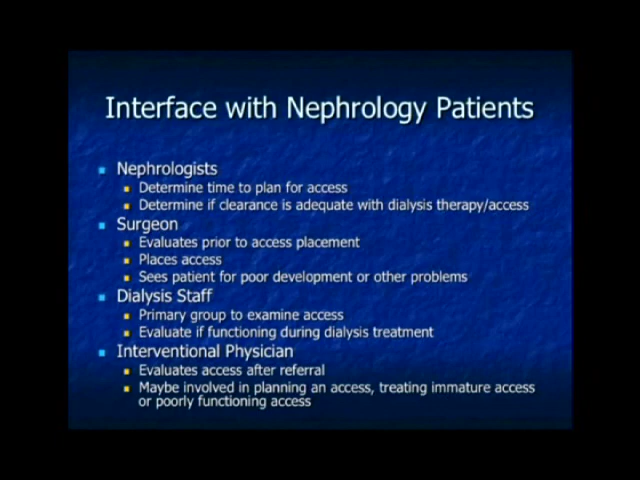 Interface with Nephrology Patients
Nephrologists
Determine time to plan for access
Determine if clearance is adequate with dialysis therapy/access
Surgeon
Evaluates prior to access placement
Places access
Sees patient for poor development or other problems
Dialysis Staff
Primary group to examine access
Evaluate if functioning during dialysis treatment
Interventional Physician
Evaluates access after referral
Maybe involved in planning an access, treating immature access
or poorly functioning access